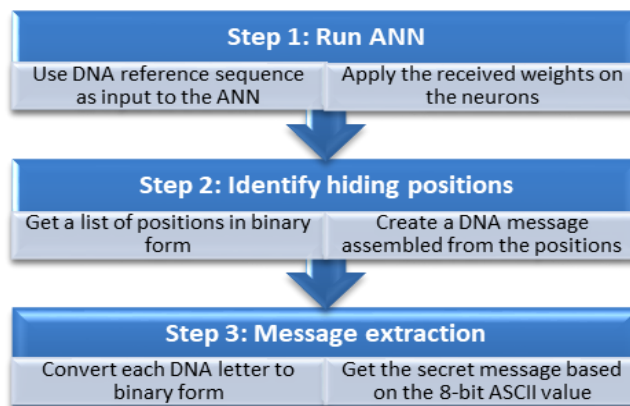 Step 1: Run ANN
Use DNA reference sequence
as input to the ANN
Apply the received weights on
the neurons
Step 2: Identify hiding positions
Get a list of positions in binary
form
Create a DNA message
assembled from the positions
Step 3: Message extraction
Convert each DNA letter to
binary form
Get the secret message based
on the 8-bit ASCII value